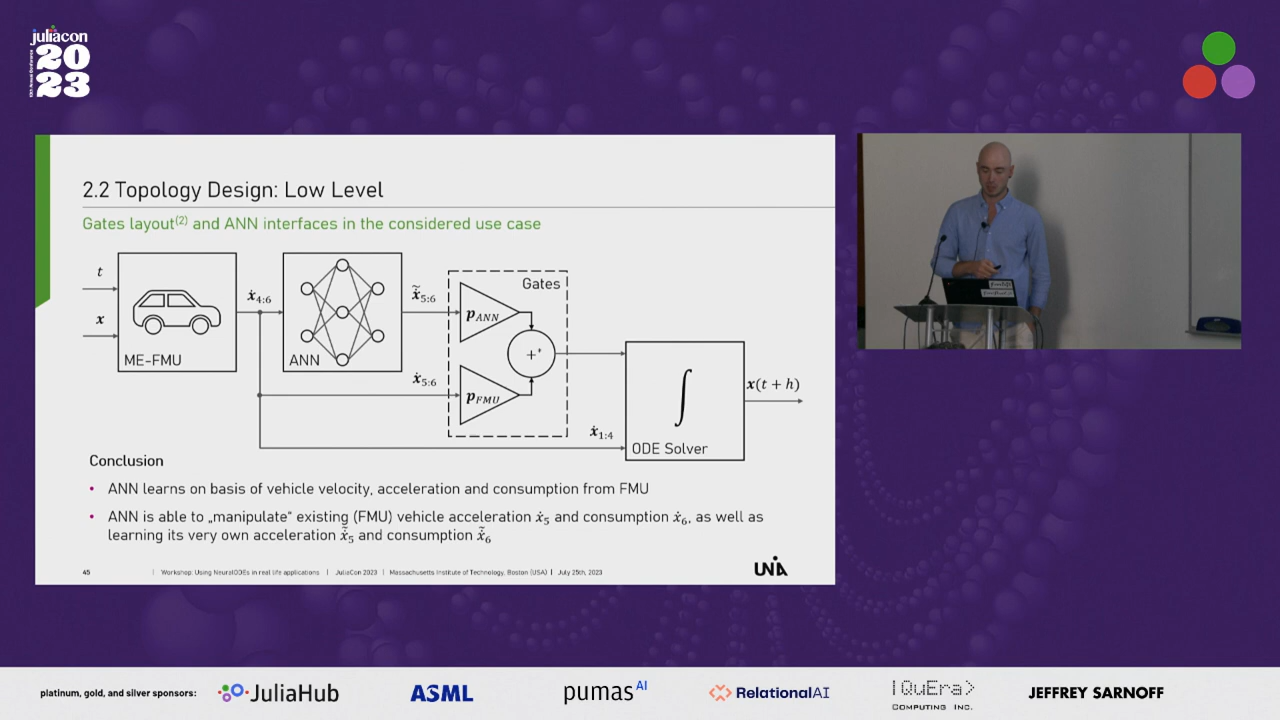 juliacon
20
23
2.2 Topology Design: Low Level
Gates layout(2) and ANN interfaces in the considered use case
t
x
ME-FMU
ẋ4:6
ANN
x̃̇5:6
Gates
pANN
+*
ẋ5:6
pFMU
ẋ1:4
∫
ODE Solver
x(t + h)
Conclusion
• ANN learns on basis of vehicle velocity, acceleration and consumption from FMU
• ANN is able to „manipulate“ existing (FMU) vehicle acceleration ẋ5 and consumption ẋ6, as well as
learning its very own acceleration x̃̇5 and consumption x̃̇6
45 | Workshop: Using NeuralODEs in real life applications | JuliaCon 2023 | Massachusetts Institute of Technology, Boston (USA) | July 25th, 2023
UNIA
platinum, gold, and silver sponsors:
JuliaHub
ASML
pumasAI
RelationalAI
|QuEra>
COMPUTING INC.
JEFFREY SARNOFF